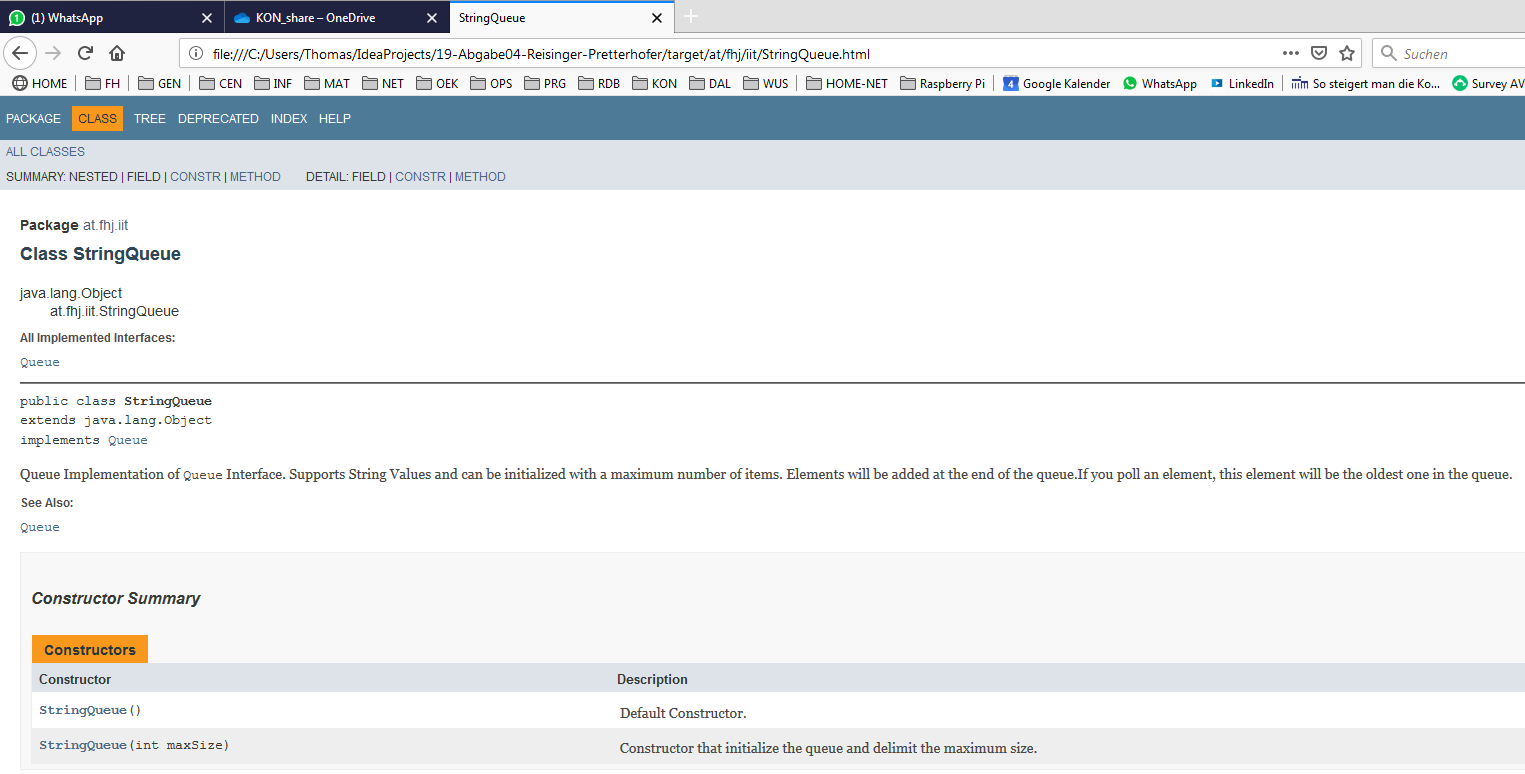 (1) WhatsApp
KON_share – OneDrive
StringQueue
file:///C:/Users/Thomas/IdeaProjects/19-Abgabe04-Reisinger-Pretterhofer/target/at/fhj/iit/StringQueue.html
Suchen
HOME FH GEN CEN INF MAT NET OEK OPS PRG RDB KON DAL WUS HOME-NET Raspberry Pi 4 Google Kalender WhatsApp LinkedIn So steigert man die Ko... Survey AV
PACKAGE CLASS TREE DEPRECATED INDEX HELP
ALL CLASSES
SUMMARY: NESTED | FIELD | CONSTR | METHOD DETAIL: FIELD | CONSTR | METHOD
Package at.fhj.iit
Class StringQueue
java.lang.Object
at.fhj.iit.StringQueue
All Implemented Interfaces:
Queue
public class StringQueue
extends java.lang.Object
implements Queue
Queue Implementation of Queue Interface. Supports String Values and can be initialized with a maximum number of items. Elements will be added at the end of the queue.If you poll an element, this element will be the oldest one in the queue.
See Also:
Queue
Constructor Summary
Constructors
Constructor Description
StringQueue() Default Constructor.
StringQueue(int maxSize) Constructor that initialize the queue and delimit the maximum size.